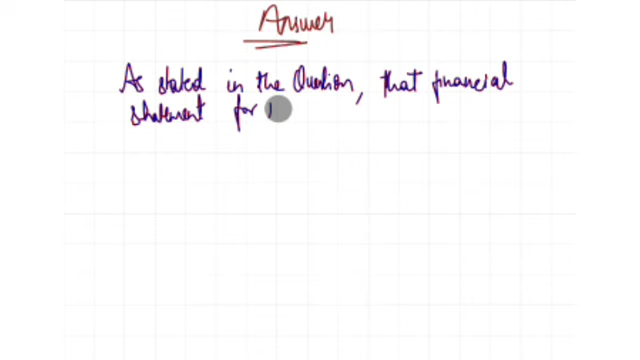 Answer
As stated in the Question, that financial
statement for